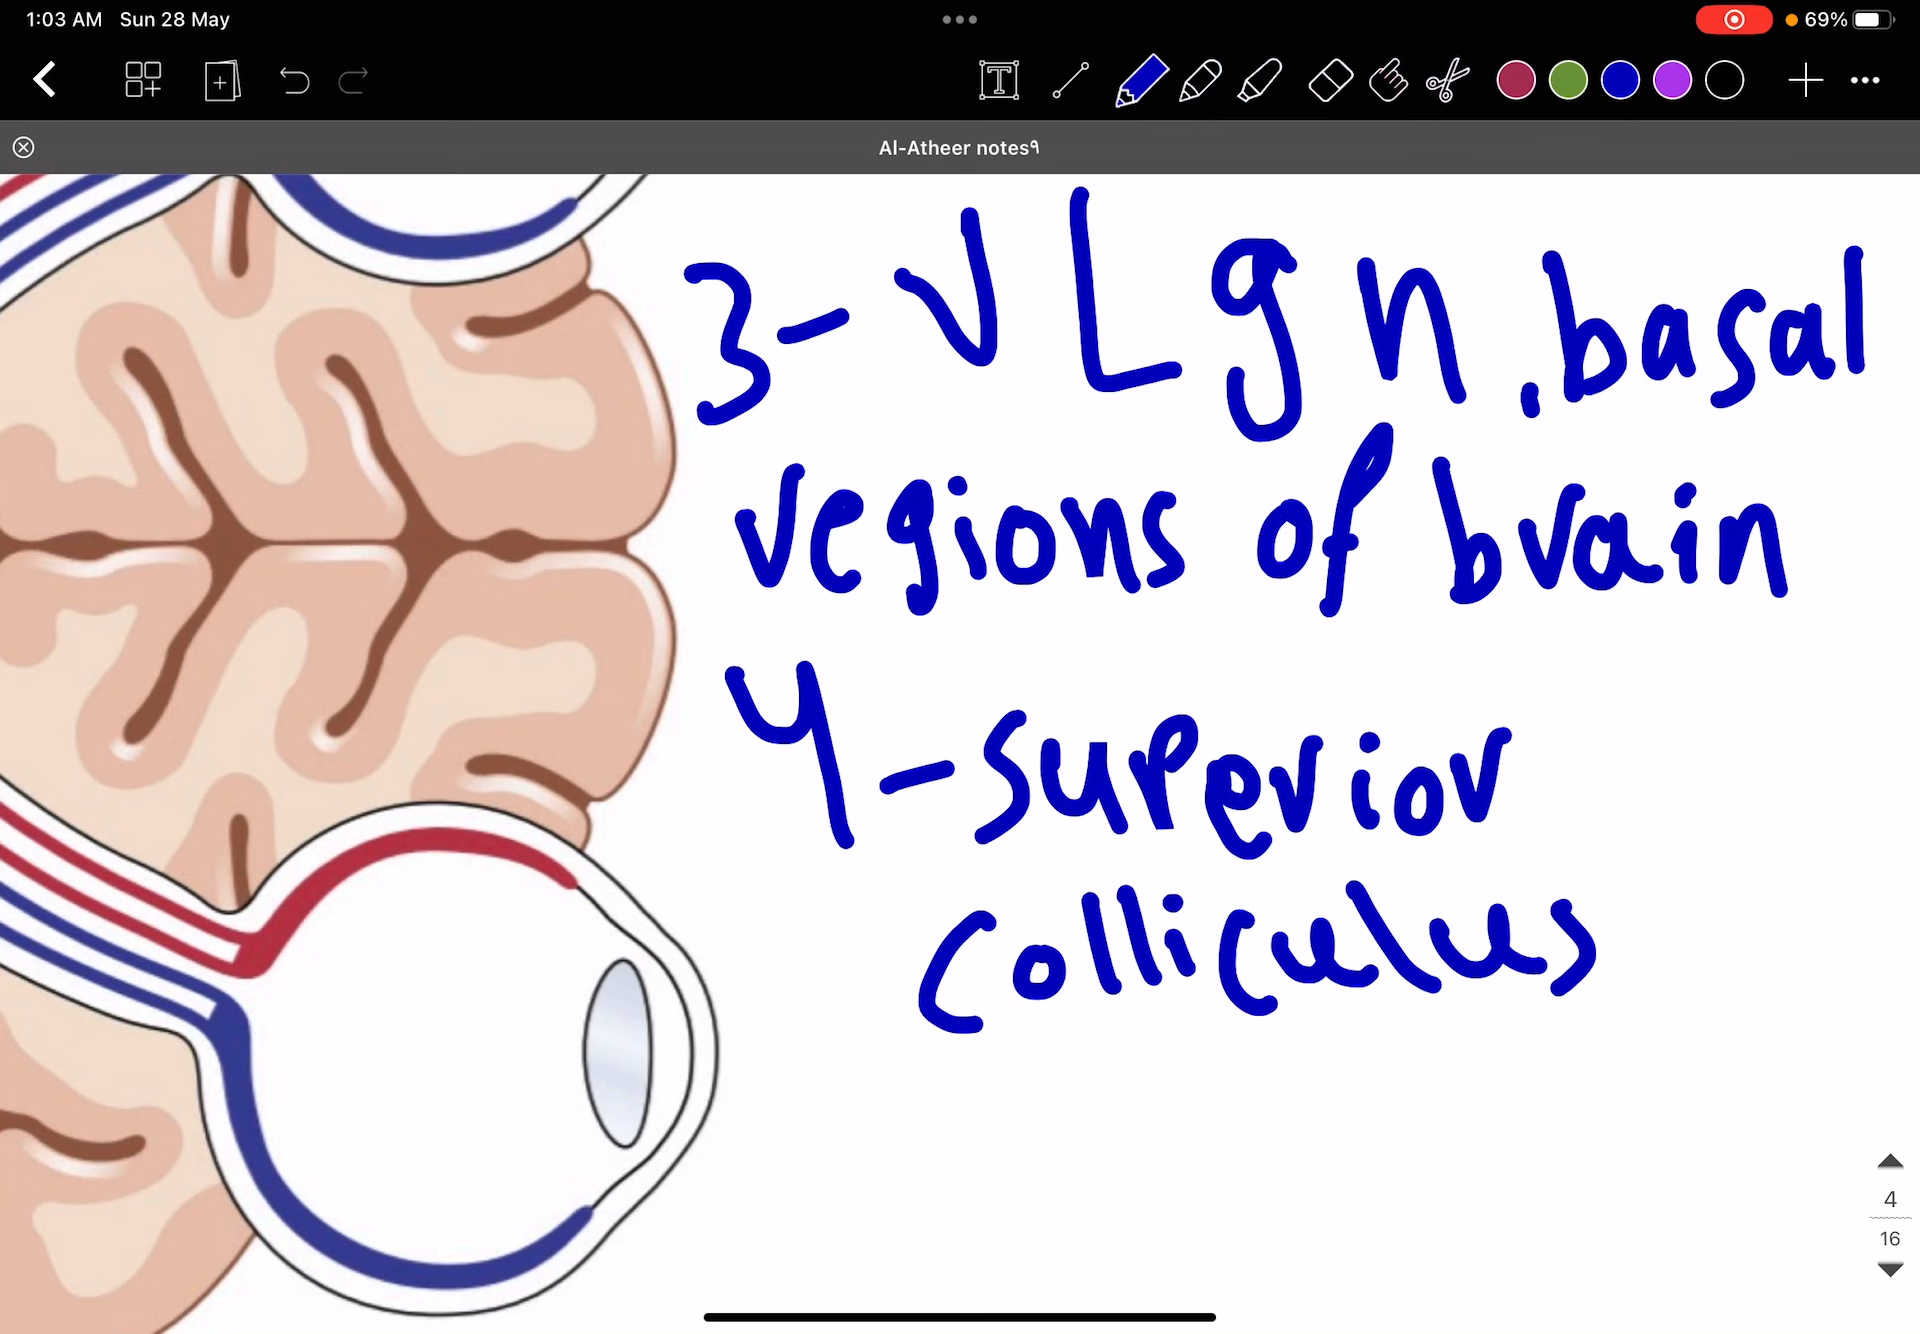 1:03 AM Sun 28 May
69%
Al-Atheer notes٩
3- VLgn, basal
regions of brain
4-superior
colliculus
4
16